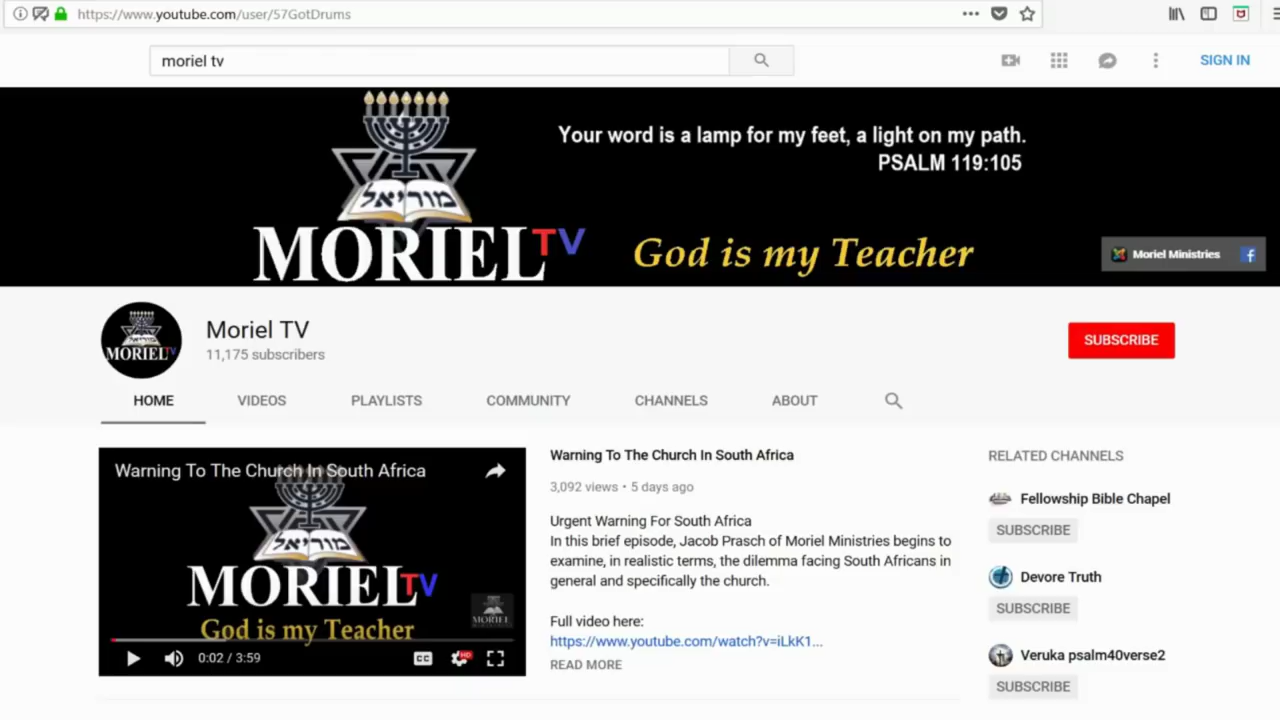 https://www.youtube.com/user/57GotDrums
moriel tv
SIGN IN
Your word is a lamp for my feet, a light on my path.
PSALM 119:105
מוריאל
MORIELTV
God is my Teacher
Moriel Ministries
MORIELTV
Moriel TV
11,175 subscribers
SUBSCRIBE
HOME
VIDEOS
PLAYLISTS
COMMUNITY
CHANNELS
ABOUT
Warning To The Church In South Africa
מוריאל
MORIELTV
God is my Teacher
MORIEL
0:02 / 3:59
CC
HD
Warning To The Church In South Africa
3,092 views • 5 days ago
Urgent Warning For South Africa
In this brief episode, Jacob Prasch of Moriel Ministries begins to
examine, in realistic terms, the dilemma facing South Africans in
general and specifically the church.
Full video here:
https://www.youtube.com/watch?v=iLkK1...
READ MORE
RELATED CHANNELS
Fellowship Bible Chapel
SUBSCRIBE
Devore Truth
SUBSCRIBE
Veruka psalm40verse2
SUBSCRIBE